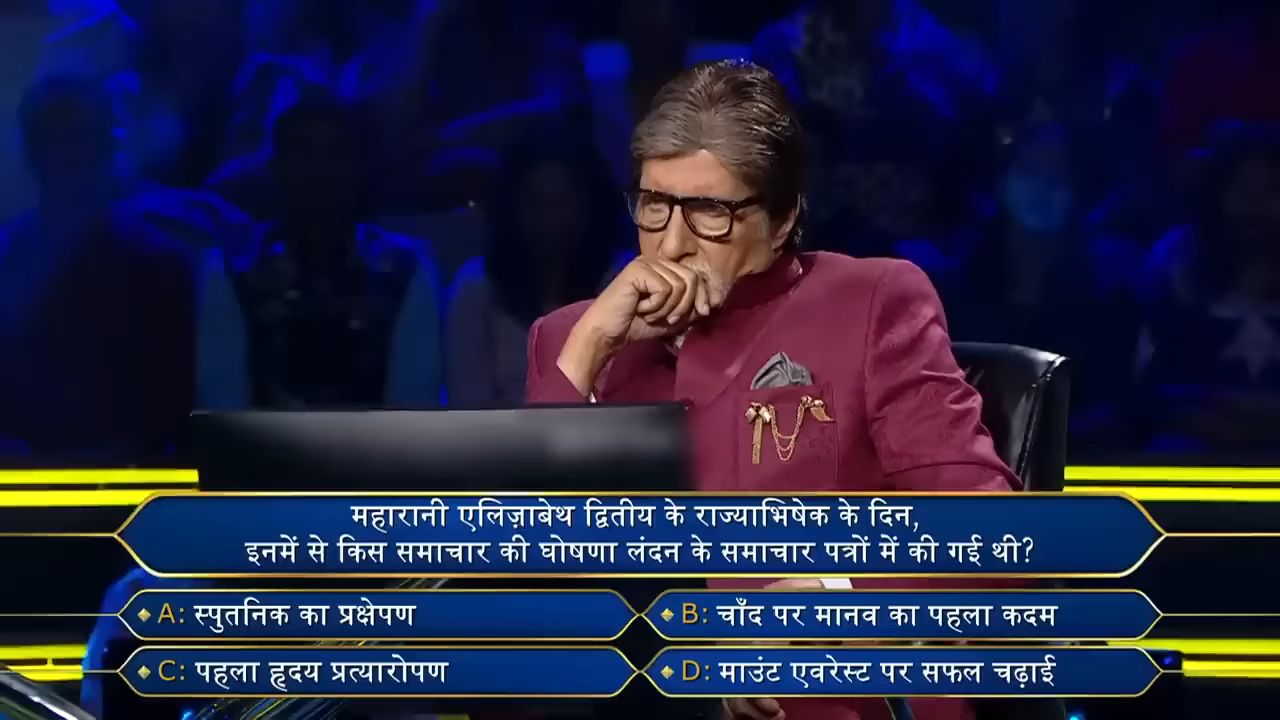 महारानी एलिज़ाबेथ द्वितीय के राज्याभिषेक के दिन,
इनमें से किस समाचार की घोषणा लंदन के समाचार पत्रों में की गई थी?
A: स्पुतनिक का प्रक्षेपण
B: चाँद पर मानव का पहला कदम
C: पहला हृदय प्रत्यारोपण
D: माउंट एवरेस्ट पर सफल चढ़ाई